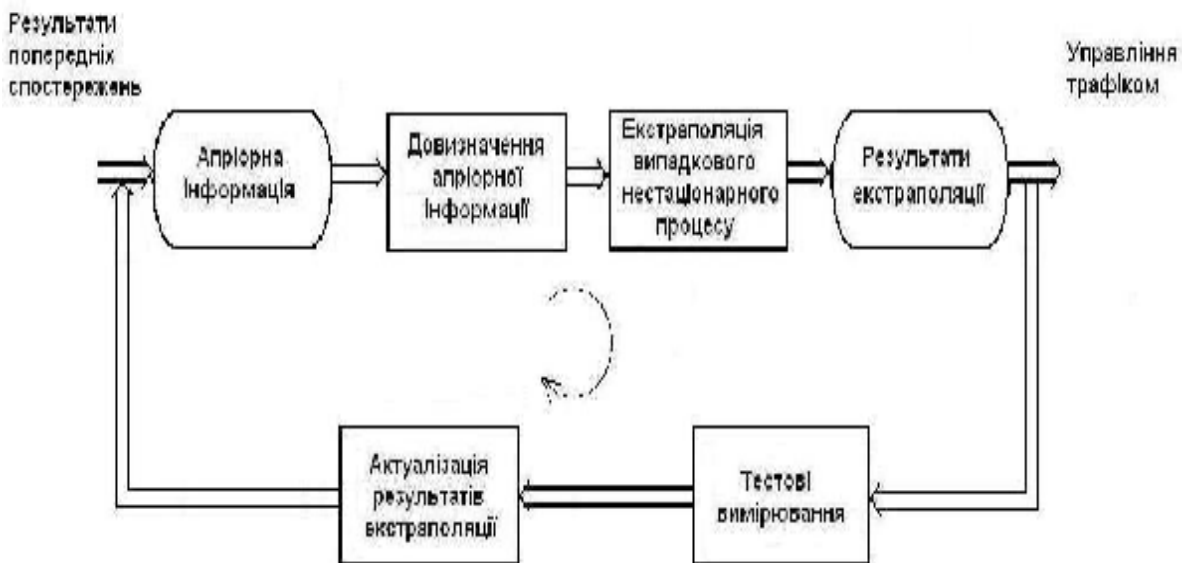 Результати
попередніх
спостережень
Управління
трафіком
Апріорна
інформація
Довизначення
апріорної
інформації
Екстраполяція
випадкового
нестаціонарного
процесу
Результати
екстраполяції
Актуалізація
результатів
екстраполяції
Тестові
вимірювання